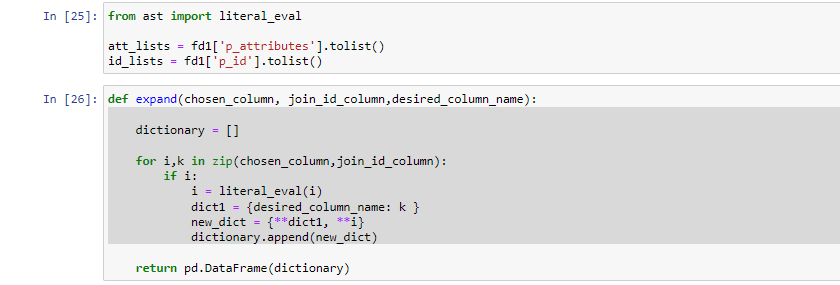 In [25]: from ast import literal_eval
att_lists = fd1['p_attributes'].tolist()
id_lists = fd1['p_id'].tolist()
In [26]: def expand(chosen_column, join_id_column,desired_column_name):
dictionary = []
for i,k in zip(chosen_column,join_id_column):
if i:
i = literal_eval(i)
dict1 = {desired_column_name: k }
new_dict = {**dict1, **i}
dictionary.append(new_dict)
return pd.DataFrame(dictionary)